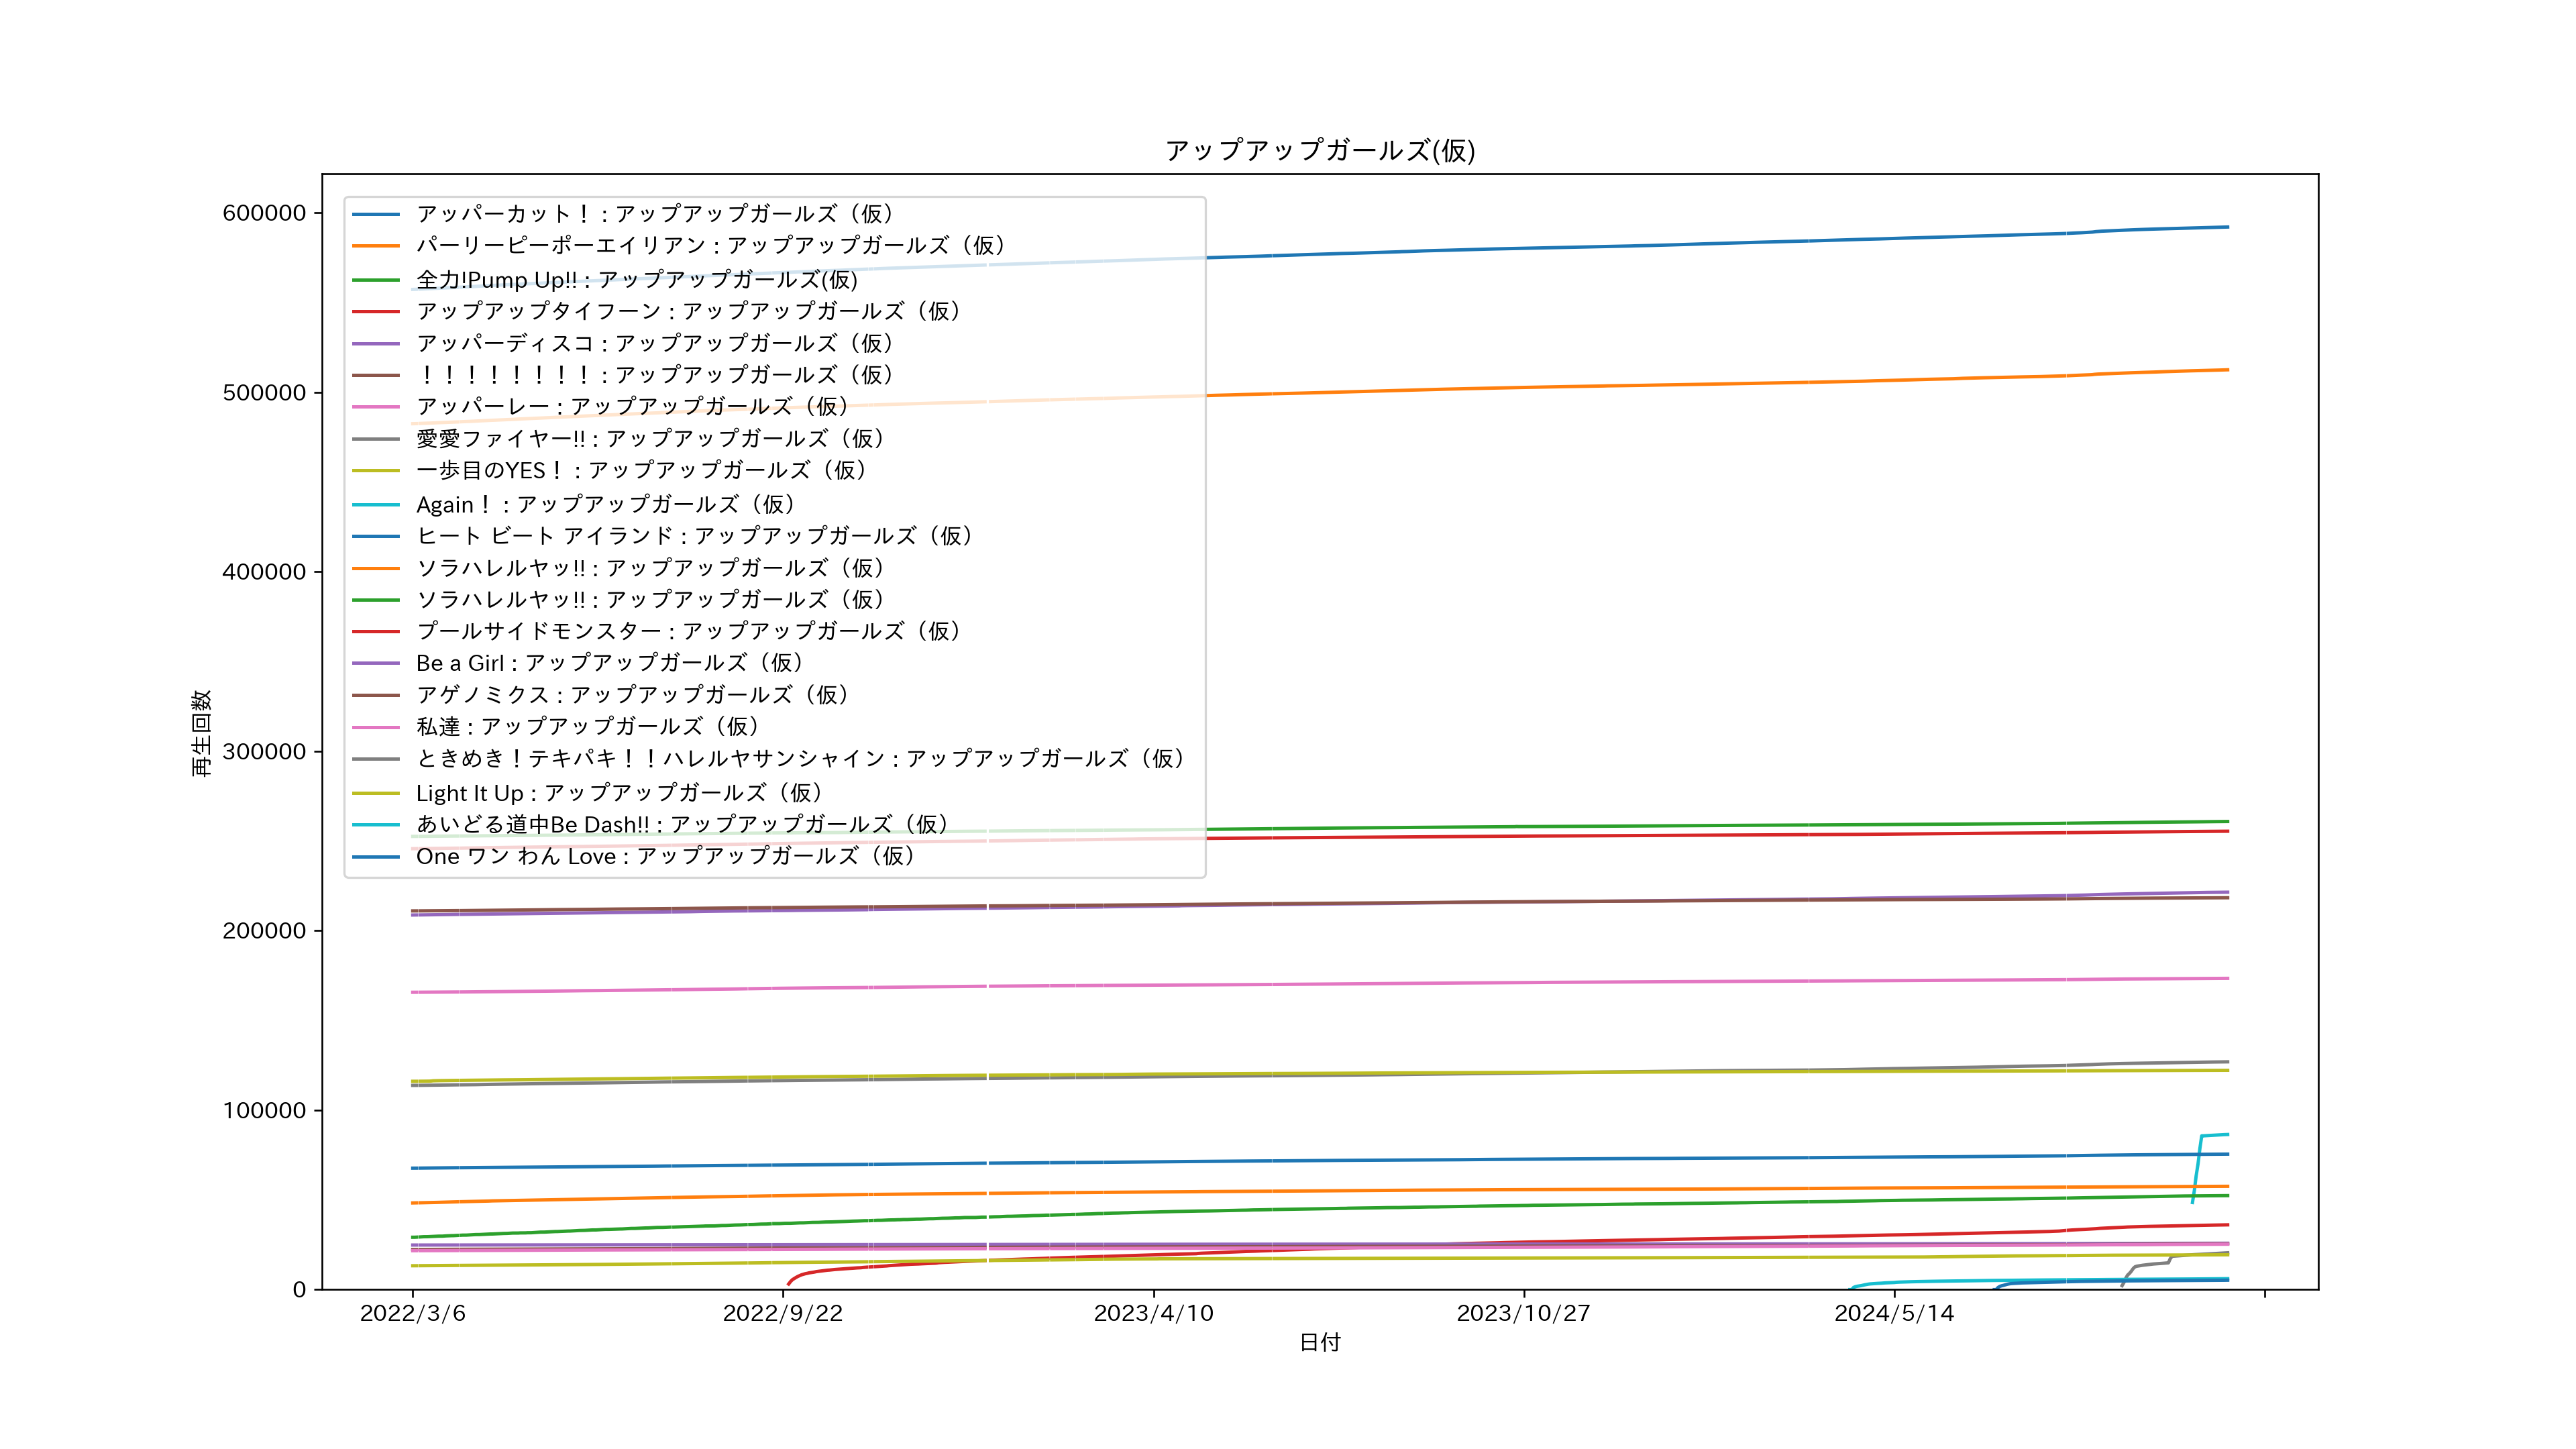 アップアップガールズ(仮)
600000
500000
400000
300000
200000
100000
0
再生回数
アッパーカット！ : アップアップガールズ（仮）
パーリーピーポーエイリアン : アップアップガールズ（仮）
全力!Pump Up!! : アップアップガールズ(仮)
アップアップタイフーン : アップアップガールズ（仮）
アッパーディスコ : アップアップガールズ（仮）
！！！！！！！！ : アップアップガールズ（仮）
アッパーレー : アップアップガールズ（仮）
愛愛ファイヤー!! : アップアップガールズ（仮）
一歩目のYES！ : アップアップガールズ（仮）
Again！ : アップアップガールズ（仮）
ヒート ビート アイランド : アップアップガールズ（仮）
ソラハレルヤッ!! : アップアップガールズ（仮）
ソラハレルヤッ!! : アップアップガールズ（仮）
プールサイドモンスター : アップアップガールズ（仮）
Be a Girl : アップアップガールズ（仮）
アゲノミクス : アップアップガールズ（仮）
私達 : アップアップガールズ（仮）
ときめき！テキパキ！！ハレルヤサンシャイン : アップアップガールズ（仮）
Light It Up : アップアップガールズ（仮）
あいどる道中Be Dash!! : アップアップガールズ（仮）
One ワン わん Love : アップアップガールズ（仮）
2022/3/6
2022/9/22
2023/4/10
2023/10/27
2024/5/14
日付